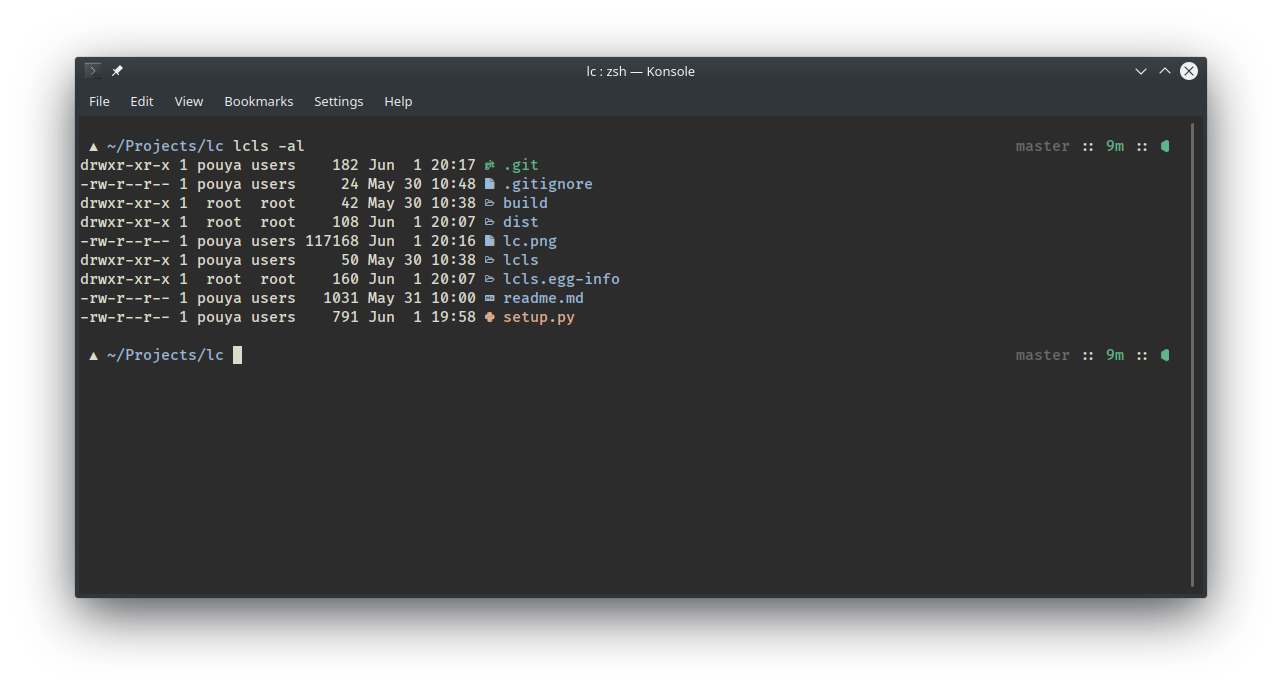 lc : zsh — Konsole
File Edit View Bookmarks Settings Help
▲ ~/Projects/lc lcls -al master :: 9m ::
drwxr-xr-x 1 pouya users    182 Jun  1 20:17 .git
-rw-r--r-- 1 pouya users     24 May 30 10:48 .gitignore
drwxr-xr-x 1  root  root     42 May 30 10:38 build
drwxr-xr-x 1  root  root    108 Jun  1 20:07 dist
-rw-r--r-- 1 pouya users 117168 Jun  1 20:16 lc.png
drwxr-xr-x 1 pouya users     50 May 30 10:38 lcls
drwxr-xr-x 1  root  root    160 Jun  1 20:07 lcls.egg-info
-rw-r--r-- 1 pouya users   1031 May 31 10:00 readme.md
-rw-r--r-- 1 pouya users    791 Jun  1 19:58 setup.py
▲ ~/Projects/lc master :: 9m ::